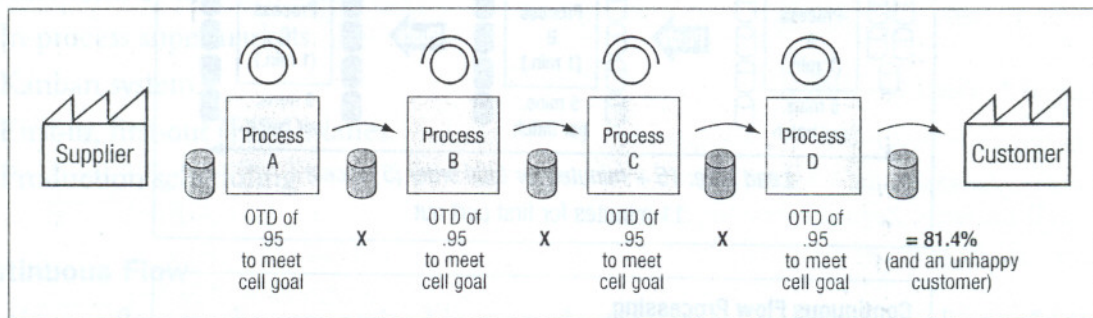 Supplier
Process
A
Process
B
Process
C
Process
D
Customer
OTD of
.95
to meet
cell goal
X
OTD of
.95
to meet
cell goal
X
OTD of
.95
to meet
cell goal
X
OTD of
.95
to meet
cell goal
= 81.4%
(and an unhappy
customer)